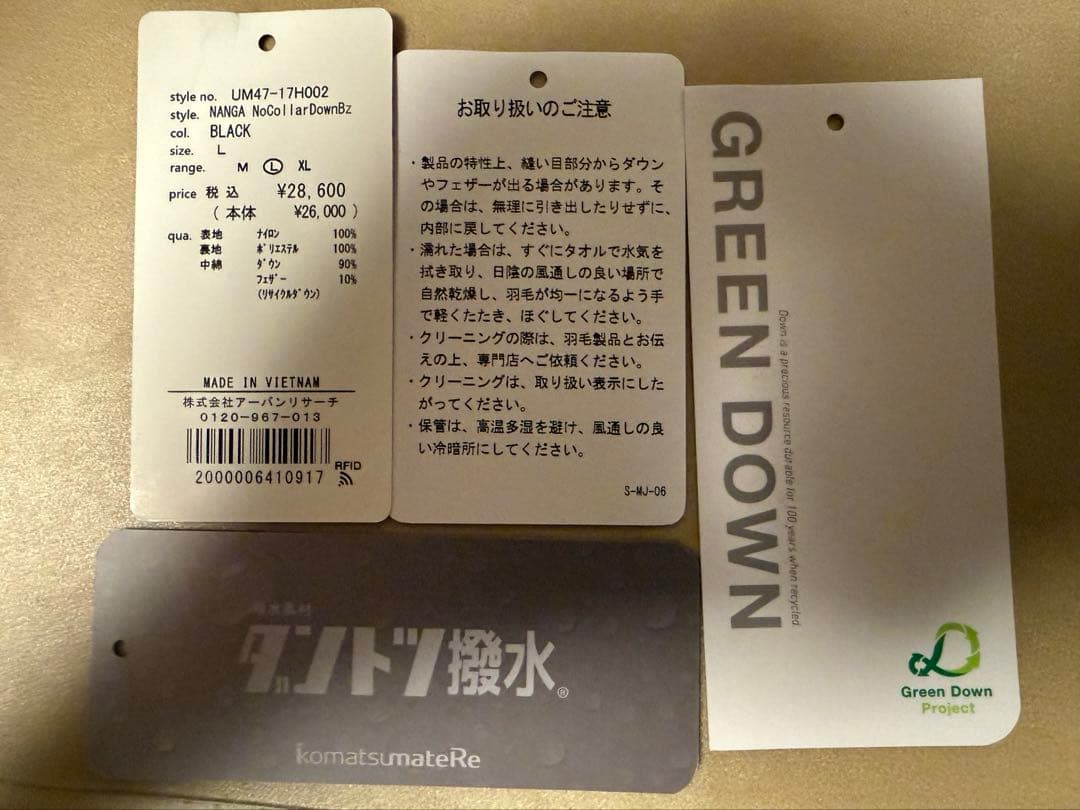 style no. UM47-17H002
style. NANGA NoCollarDownBz
col. BLACK
size. L
range. M L XL
price 税込 ¥28,600
( 本体 ¥26,000 )
qua. 表地 ﾅｲﾛﾝ 100%
裏地 ﾎﾟﾘｴｽﾃﾙ 100%
中綿 ﾀﾞｳﾝ 90%
ﾌｪｻﾞｰ 10%
(ﾘｻｲｸﾙﾀﾞｳﾝ)
MADE IN VIETNAM
株式会社アーバンリサーチ
0120-967-013
RFID
2000006410917
お取り扱いのご注意
・製品の特性上、縫い目部分からダウン
やフェザーが出る場合があります。そ
の場合は、無理に引き出したりせずに、
内部に戻してください。
・濡れた場合は、すぐにタオルで水気を
拭き取り、日陰の風通しの良い場所で
自然乾燥し、羽毛が均一になるよう手
で軽くたたき、ほぐしてください。
・クリーニングの際は、羽毛製品とお伝
えの上、専門店へご依頼ください。
・クリーニングは、取り扱い表示にした
がってください。
・保管は、高温多湿を避け、風通しの良
い冷暗所にしてください。
S-MJ-06
GREEN DOWN
Down is a precious resource durable for 100 years when recycled.
Green Down
Project
ダントツ撥水®
komatsumateRe